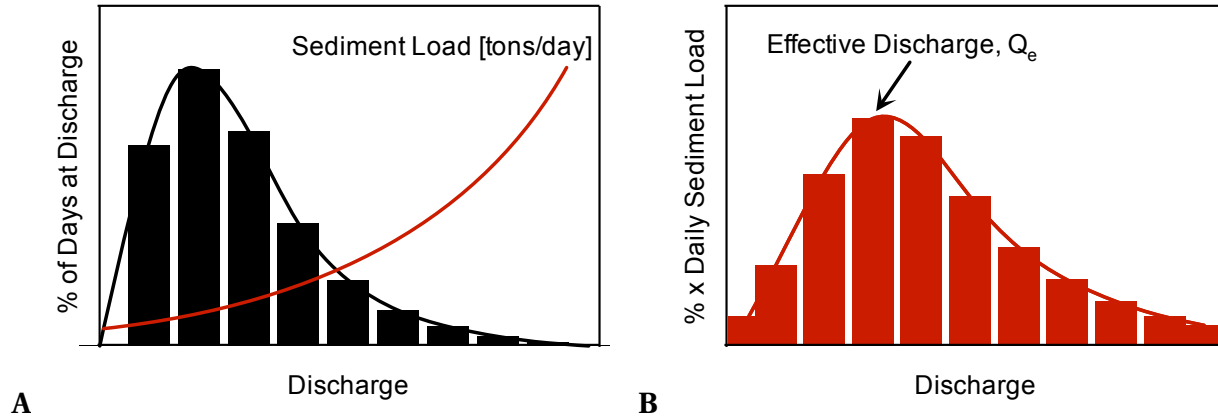 % of Days at Discharge
Sediment Load [tons/day]
Discharge
A
% x Daily Sediment Load
Effective Discharge, Qe
Discharge
B